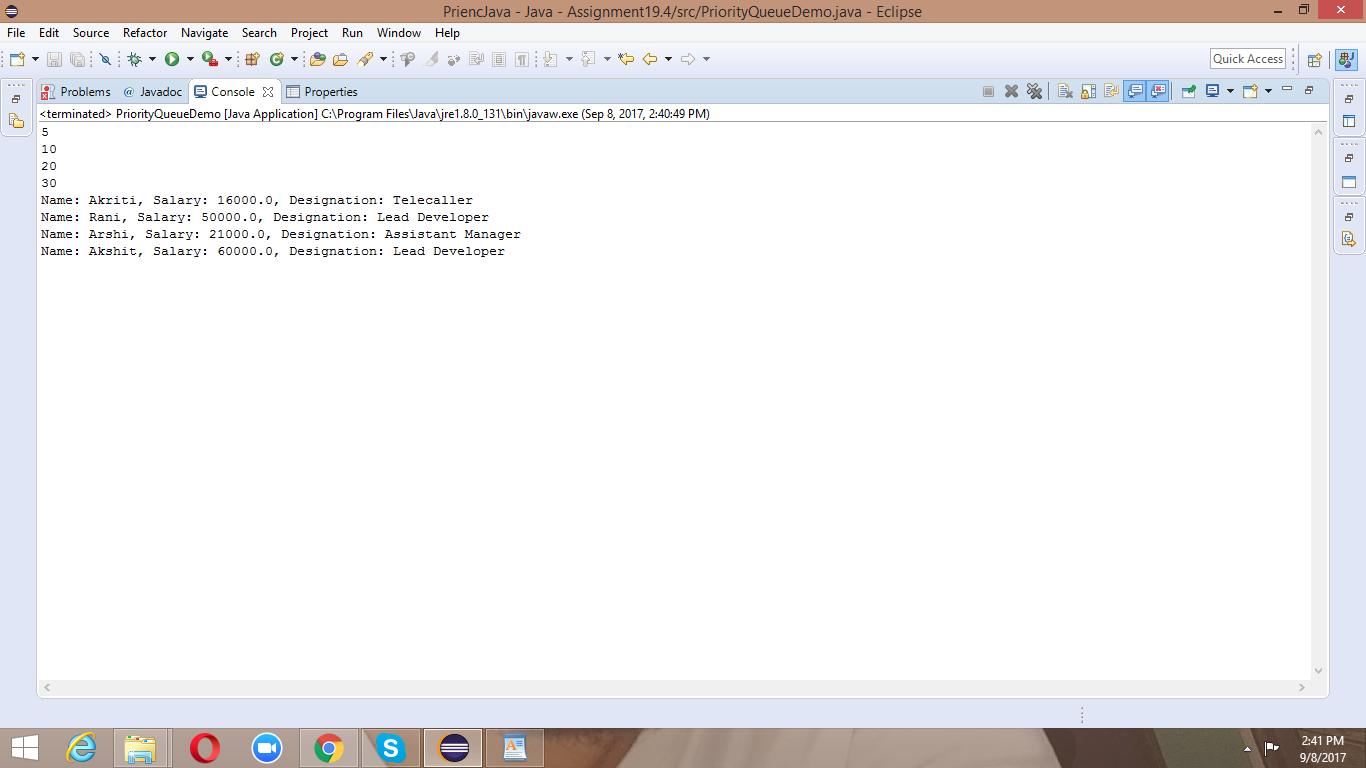 PriencJava - Java - Assignment19.4/src/PriorityQueueDemo.java - Eclipse
File Edit Source Refactor Navigate Search Project Run Window Help
Quick Access
Problems @ Javadoc Console Properties
<terminated> PriorityQueueDemo [Java Application] C:\Program Files\Java\jre1.8.0_131\bin\javaw.exe (Sep 8, 2017, 2:40:49 PM)
5
10
20
30
Name: Akriti, Salary: 16000.0, Designation: Telecaller
Name: Rani, Salary: 50000.0, Designation: Lead Developer
Name: Arshi, Salary: 21000.0, Designation: Assistant Manager
Name: Akshit, Salary: 60000.0, Designation: Lead Developer
2:41 PM
9/8/2017